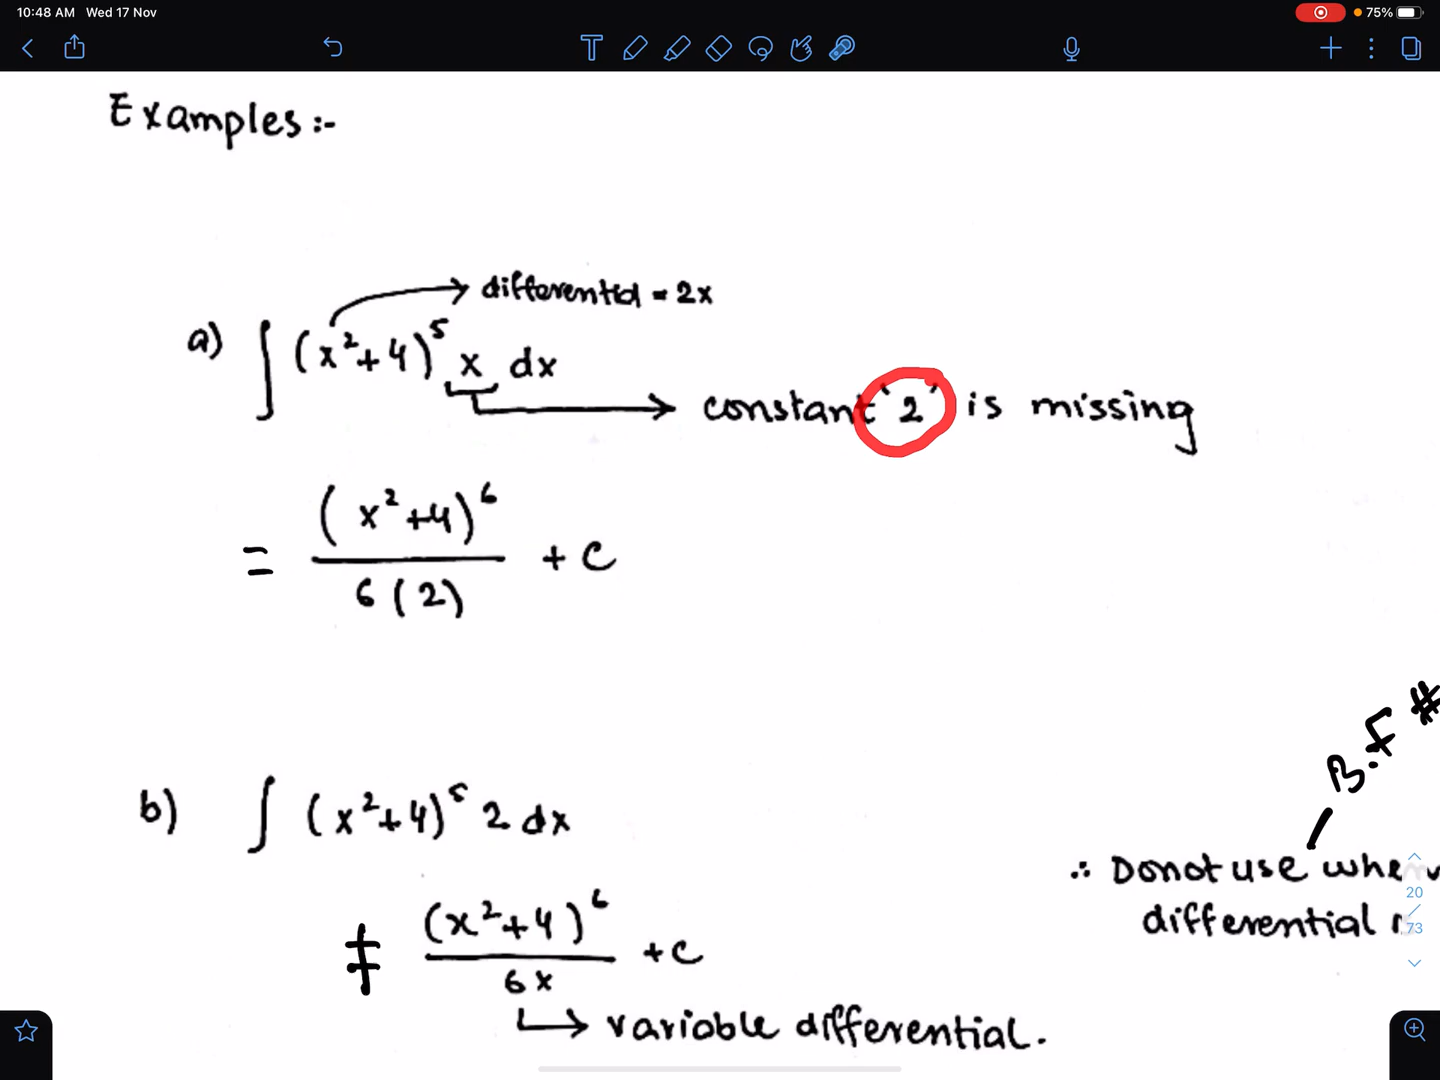 10:48 AM Wed 17 Nov
75%
Examples :-
differential = 2x
a) ∫ (x²+4)⁵ x dx
constant '2' is missing
= (x²+4)⁶ / 6(2) + c
B.F #
b) ∫ (x²+4)⁵ 2 dx
∴ Donot use when
differential
20 / 73
≠ (x²+4)⁶ / 6x + c
variable differential.